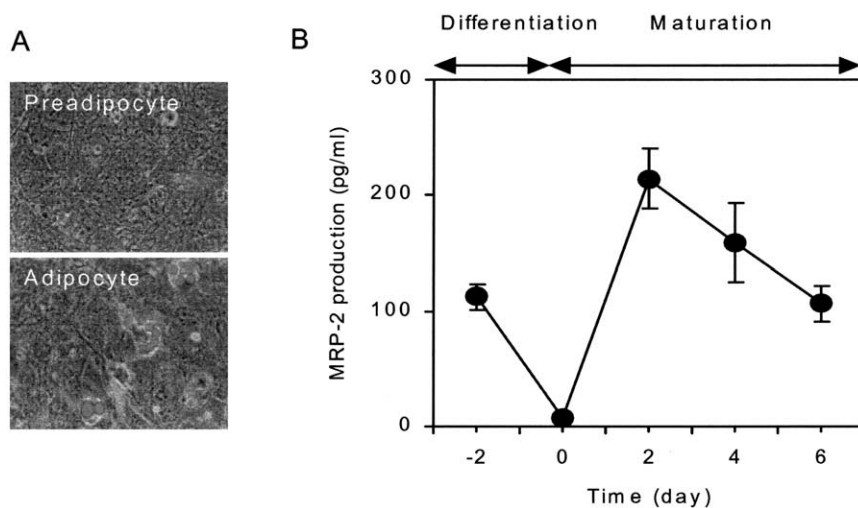 A
Preadipocyte
Adipocyte
B
Differentiation Maturation
MRP-2 production (pg/ml)
300
200
100
0
-2 0 2 4 6
Time (day)